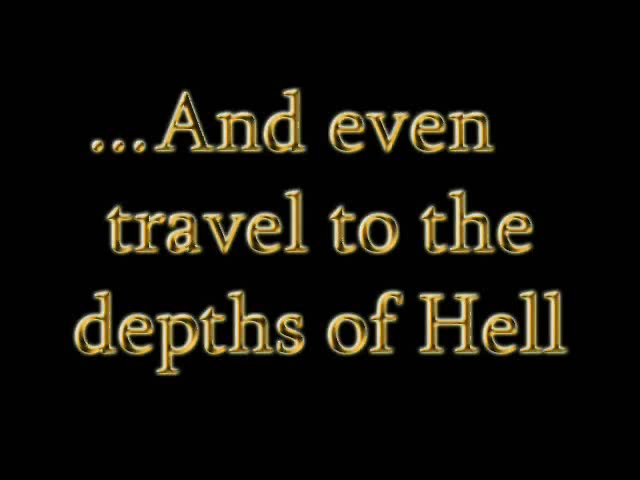 ...And even
travel to the
depths of Hell